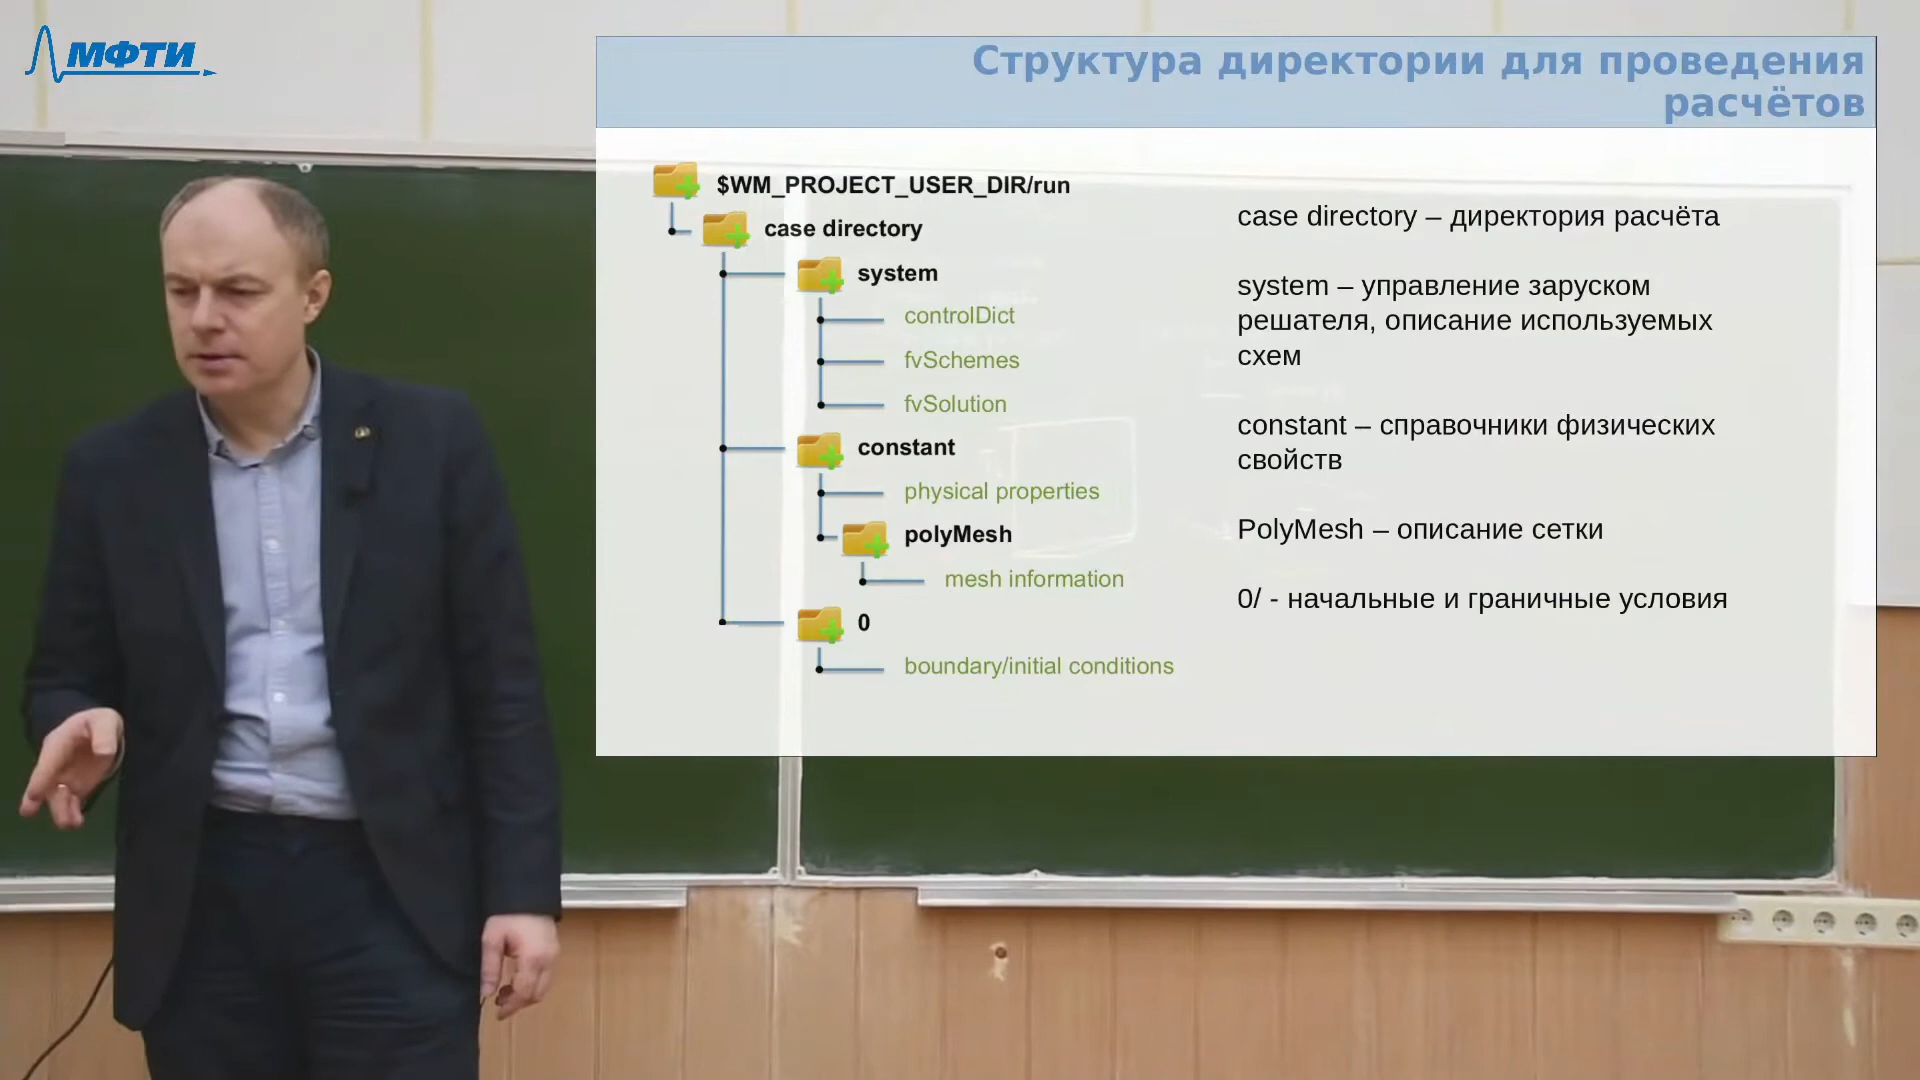 МФТИ
Структура директории для проведения
расчётов
$WM_PROJECT_USER_DIR/run
case directory
system
controlDict
fvSchemes
fvSolution
constant
physical properties
polyMesh
mesh information
0
boundary/initial conditions
case directory – директория расчёта
system – управление заруском
решателя, описание используемых
схем
constant – справочники физических
свойств
PolyMesh – описание сетки
0/ - начальные и граничные условия